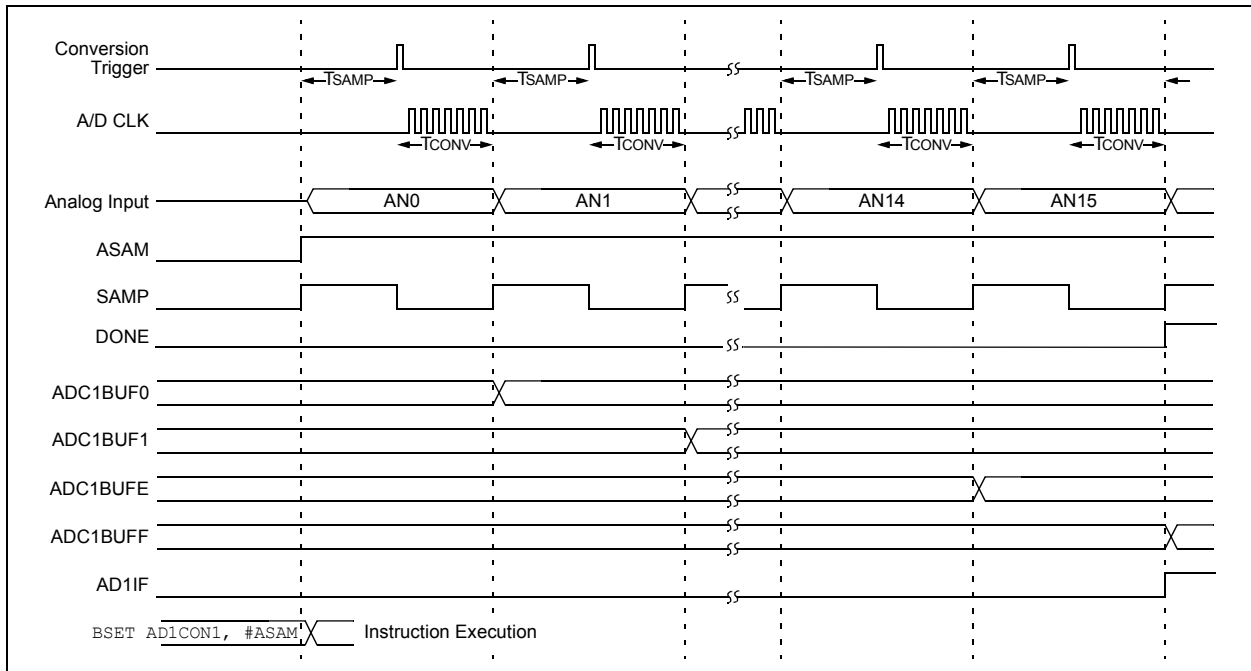 Conversion
Trigger
TSAMP TSAMP TSAMP TSAMP
A/D CLK
TCONV TCONV TCONV TCONV
Analog Input AN0 AN1 AN14 AN15
ASAM
SAMP
DONE
ADC1BUF0
ADC1BUF1
ADC1BUFE
ADC1BUFF
AD1IF
BSET AD1CON1, #ASAM Instruction Execution